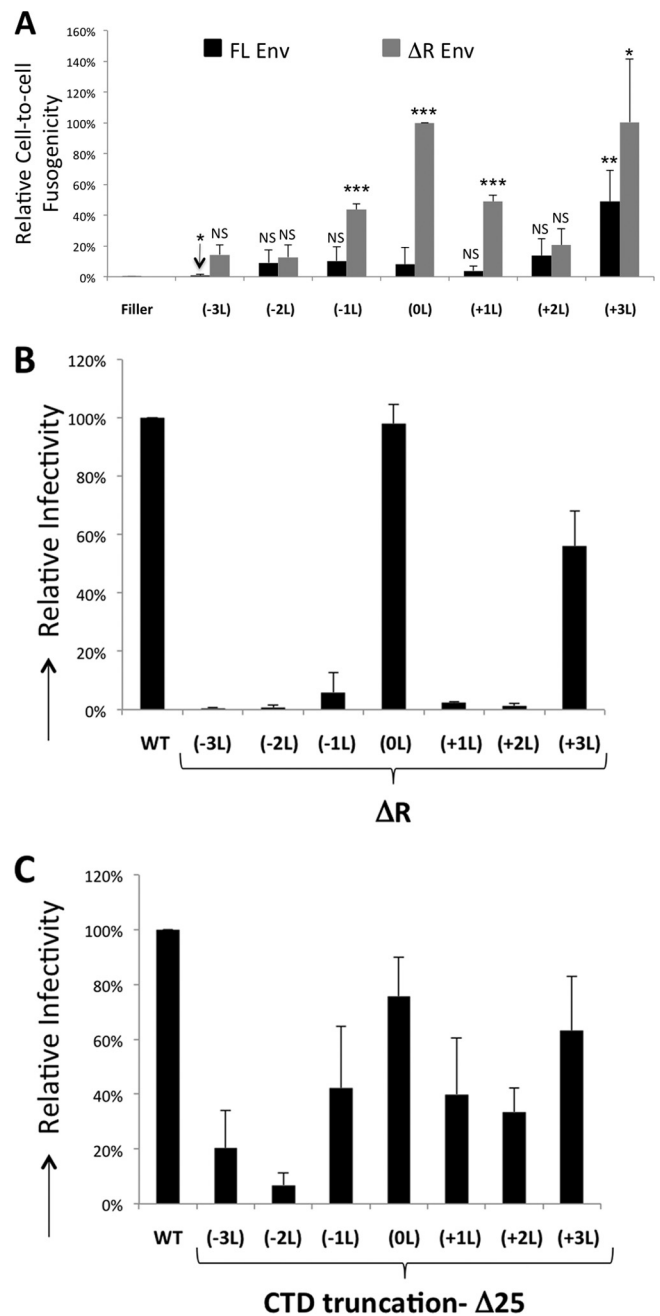 A
Relative Cell-to-cell
Fusogenicity
FL Env
ΔR Env
160%
140%
120%
100%
80%
60%
40%
20%
0%
*
NS
NS
NS
NS
***
***
NS
***
NS
NS
**
*
Filler
(-3L)
(-2L)
(-1L)
(0L)
(+1L)
(+2L)
(+3L)
B
Relative Infectivity
120%
100%
80%
60%
40%
20%
0%
WT
(-3L)
(-2L)
(-1L)
(0L)
(+1L)
(+2L)
(+3L)
ΔR
C
Relative Infectivity
120%
100%
80%
60%
40%
20%
0%
WT
(-3L)
(-2L)
(-1L)
(0L)
(+1L)
(+2L)
(+3L)
CTD truncation- Δ25